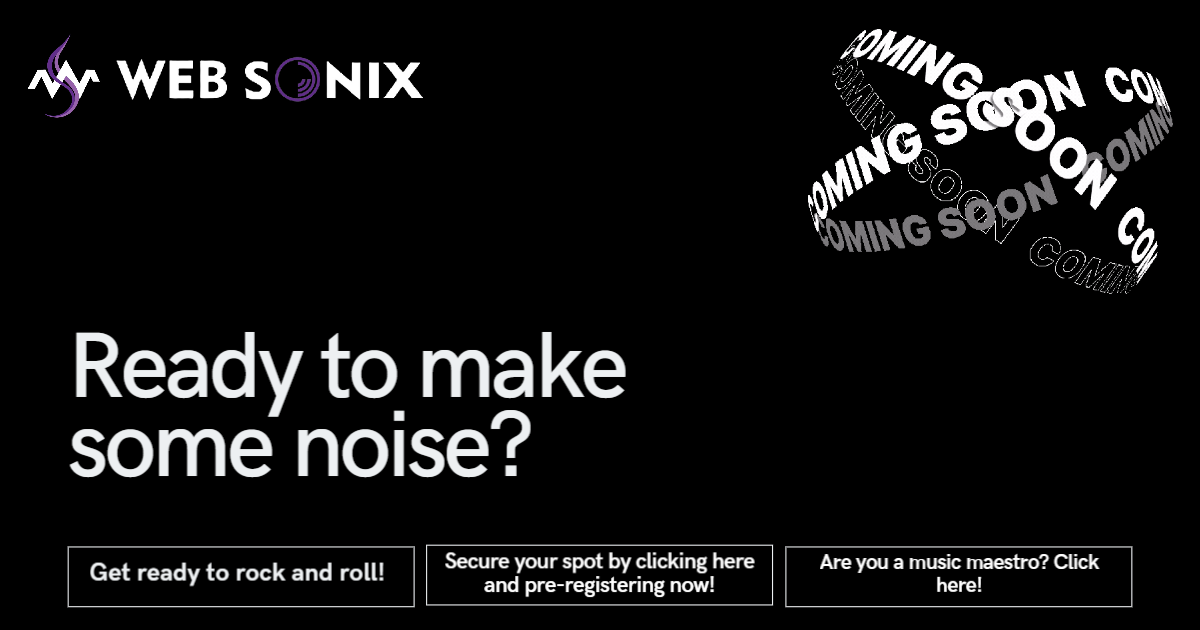 WEB SONIX
COMING SOON COM
COMING SOON COM
COMING SOON COMING
COMING SOON COMING
Ready to make
some noise?
Get ready to rock and roll!
Secure your spot by clicking here
and pre-registering now!
Are you a music maestro? Click
here!